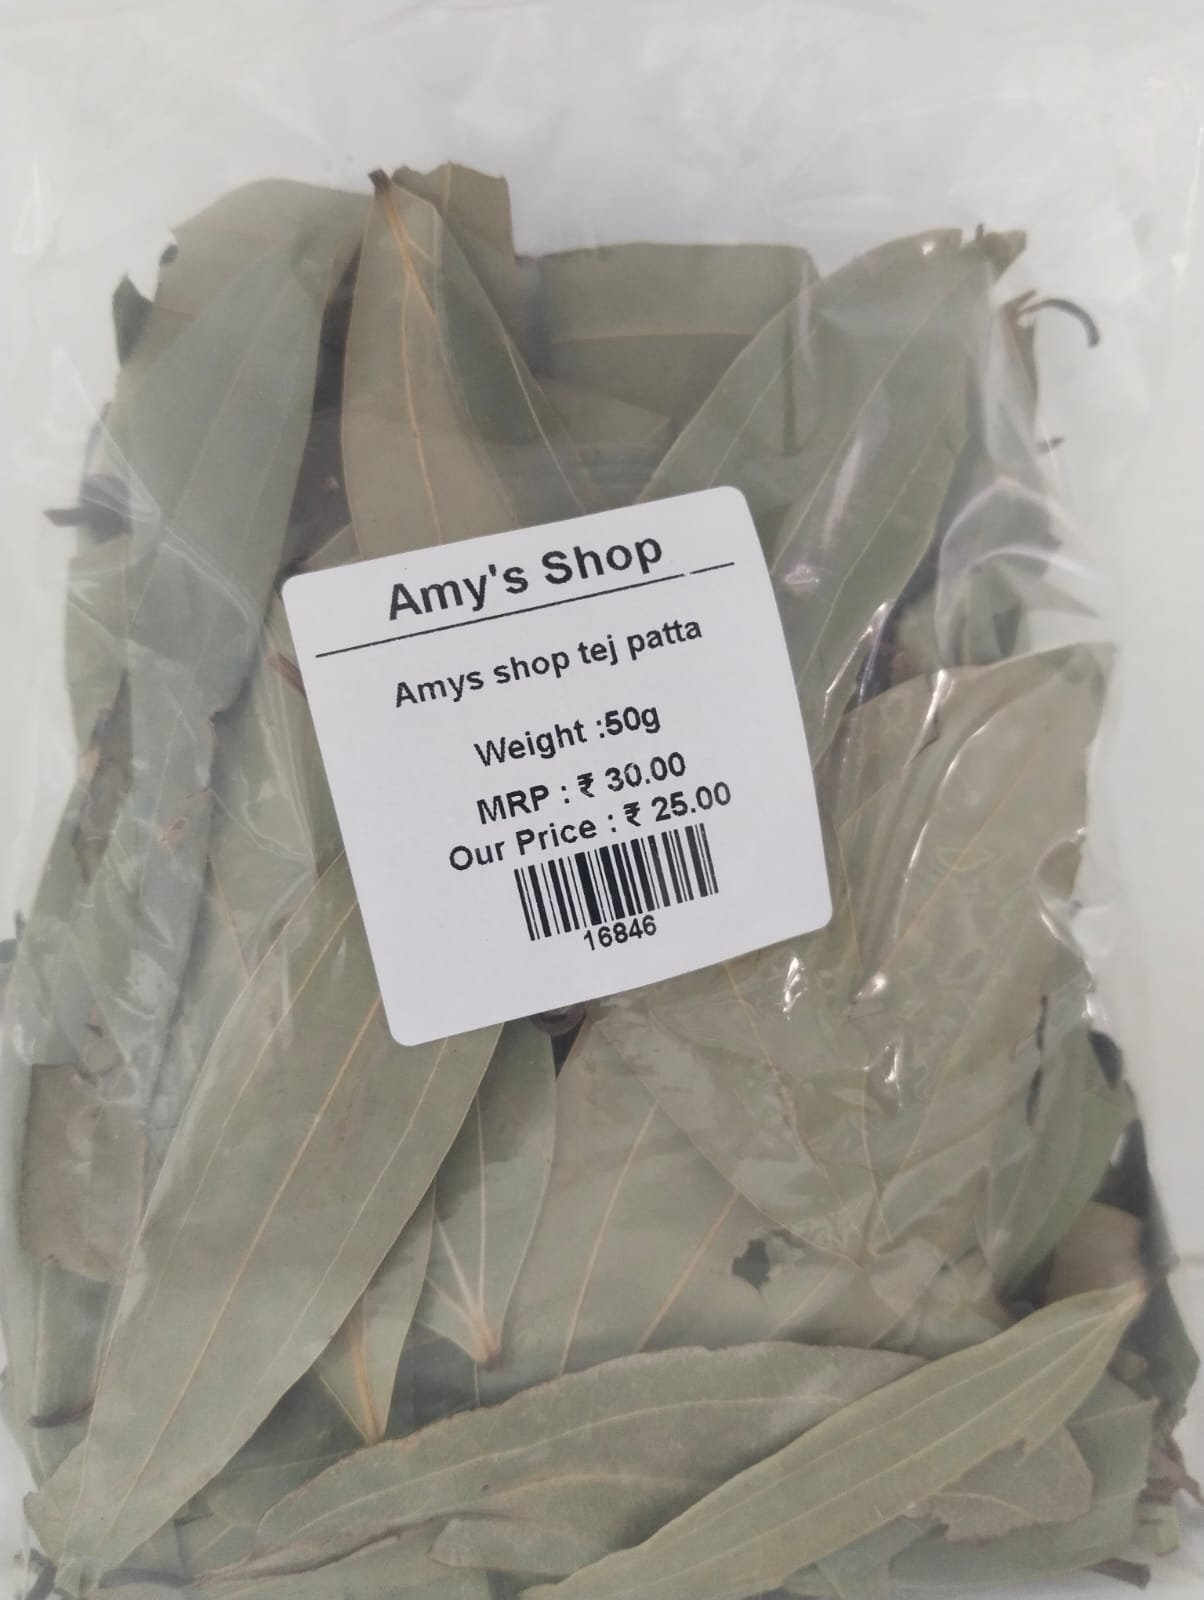 Amy's Shop
Amys shop tej patta
Weight :50g
MRP : ₹ 30.00
Our Price : ₹ 25.00
16846